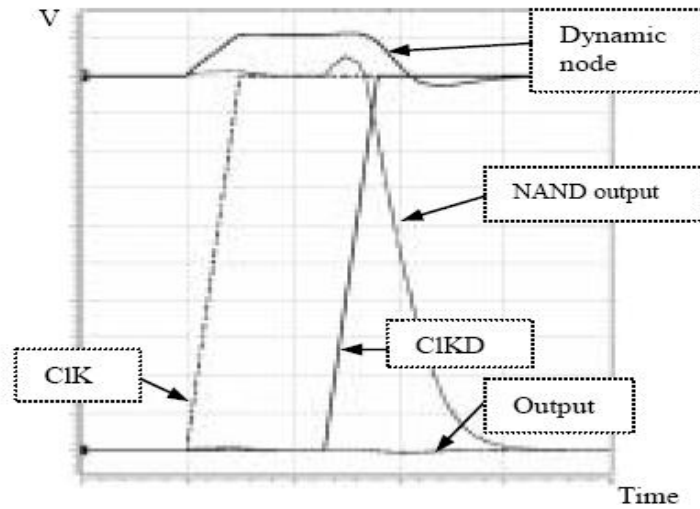 V
Dynamic
node
NAND output
ClKD
ClK
Output
Time